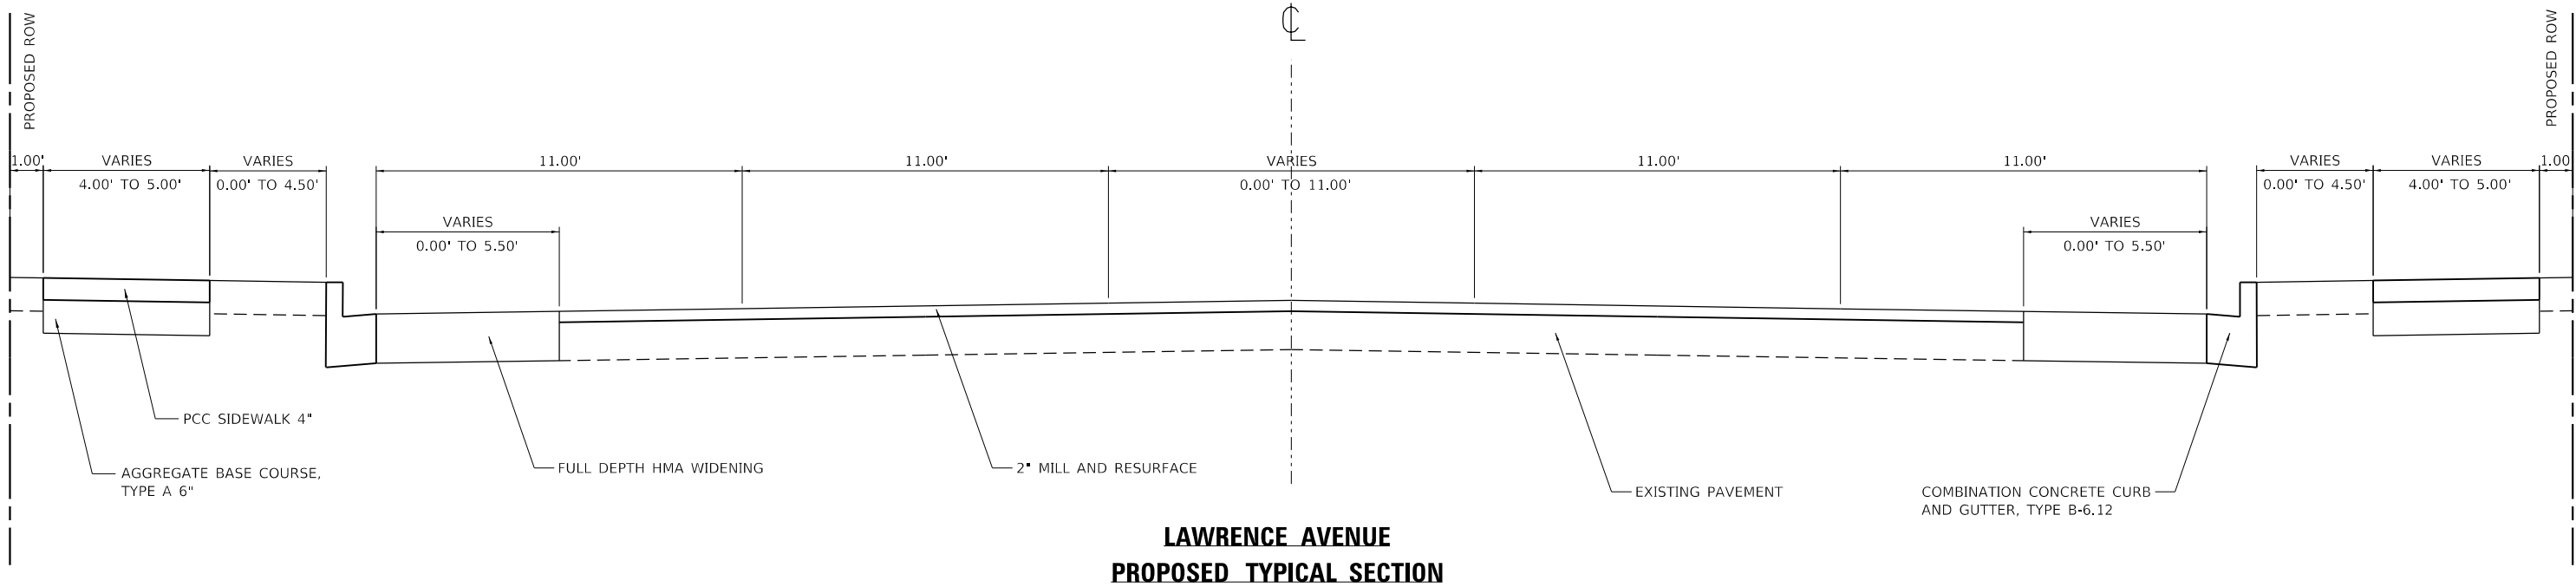 PROPOSED ROW
℄
PROPOSED ROW
1.00'
VARIES
4.00' TO 5.00'
VARIES
0.00' TO 4.50'
11.00'
11.00'
VARIES
0.00' TO 11.00'
11.00'
11.00'
VARIES
0.00' TO 4.50'
VARIES
4.00' TO 5.00'
1.00
VARIES
0.00' TO 5.50'
VARIES
0.00' TO 5.50'
PCC SIDEWALK 4"
AGGREGATE BASE COURSE,
TYPE A 6"
FULL DEPTH HMA WIDENING
2" MILL AND RESURFACE
EXISTING PAVEMENT
COMBINATION CONCRETE CURB
AND GUTTER, TYPE B-6.12
LAWRENCE AVENUE
PROPOSED TYPICAL SECTION